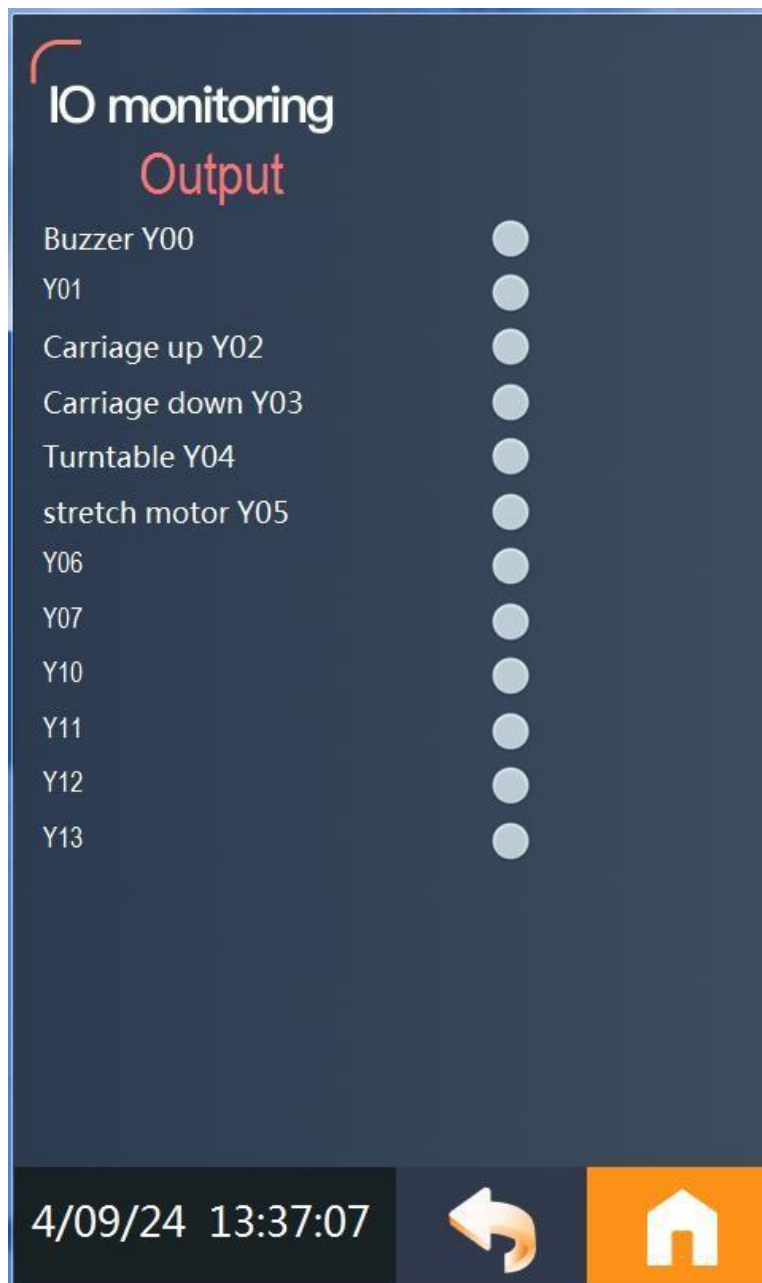 IO monitoring
Output
Buzzer Y00
Y01
Carriage up Y02
Carriage down Y03
Turntable Y04
stretch motor Y05
Y06
Y07
Y10
Y11
Y12
Y13
4/09/24 13:37:07